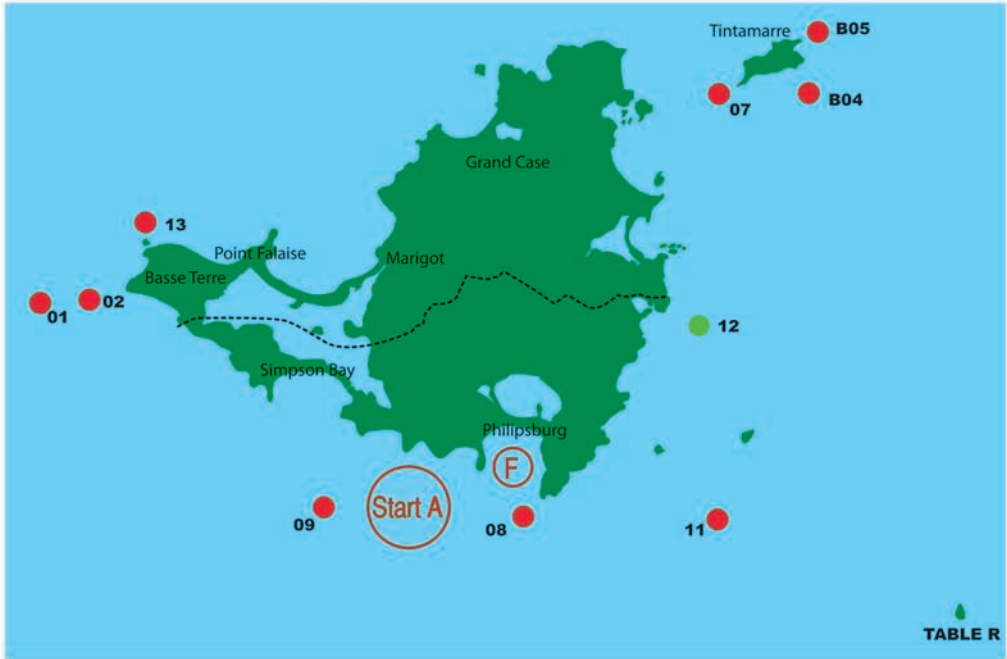 Tintamarre
B05
07
B04
Grand Case
13
Point Falaise
Marigot
Basse Terre
01
02
12
Simpson Bay
Philipsburg
F
09
Start A
08
11
TABLE R